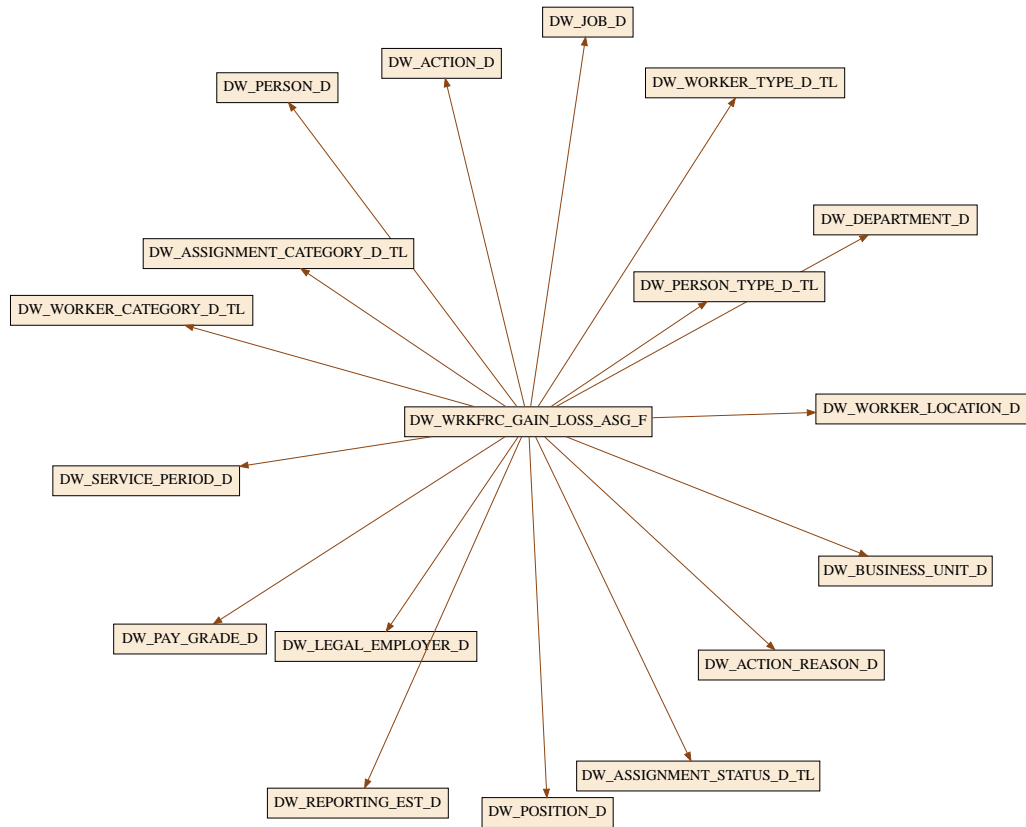 DW_JOB_D
DW_ACTION_D
DW_WORKER_TYPE_D_TL
DW_PERSON_D
DW_DEPARTMENT_D
DW_ASSIGNMENT_CATEGORY_D_TL
DW_PERSON_TYPE_D_TL
DW_WORKER_CATEGORY_D_TL
DW_WORKER_LOCATION_D
DW_WRKFRC_GAIN_LOSS_ASG_F
DW_SERVICE_PERIOD_D
DW_BUSINESS_UNIT_D
DW_PAY_GRADE_D
DW_LEGAL_EMPLOYER_D
DW_ACTION_REASON_D
DW_ASSIGNMENT_STATUS_D_TL
DW_REPORTING_EST_D
DW_POSITION_D